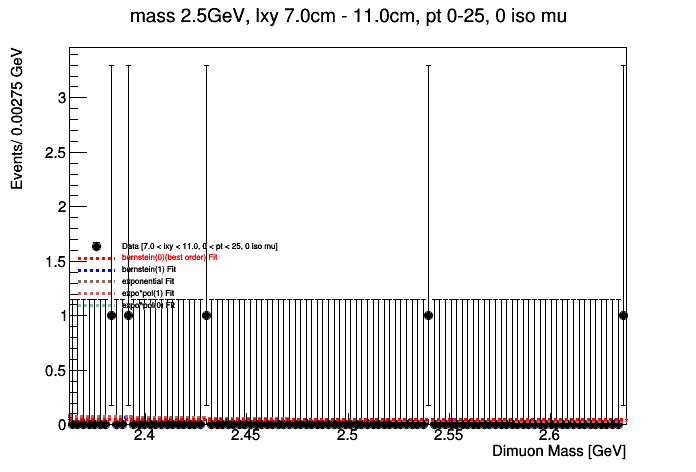 mass 2.5GeV, lxy 7.0cm - 11.0cm, pt 0-25, 0 iso mu
Events/ 0.00275 GeV
3
2.5
2
1.5
1
0.5
0
Data [7.0 < lxy < 11.0, 0 < pt < 25, 0 iso mu]
bernstein(0)(best order) Fit
bernstein(1) Fit
exponential Fit
expo*pol(1) Fit
expo*pol(0) Fit
2.4
2.45
2.5
2.55
2.6
Dimuon Mass [GeV]